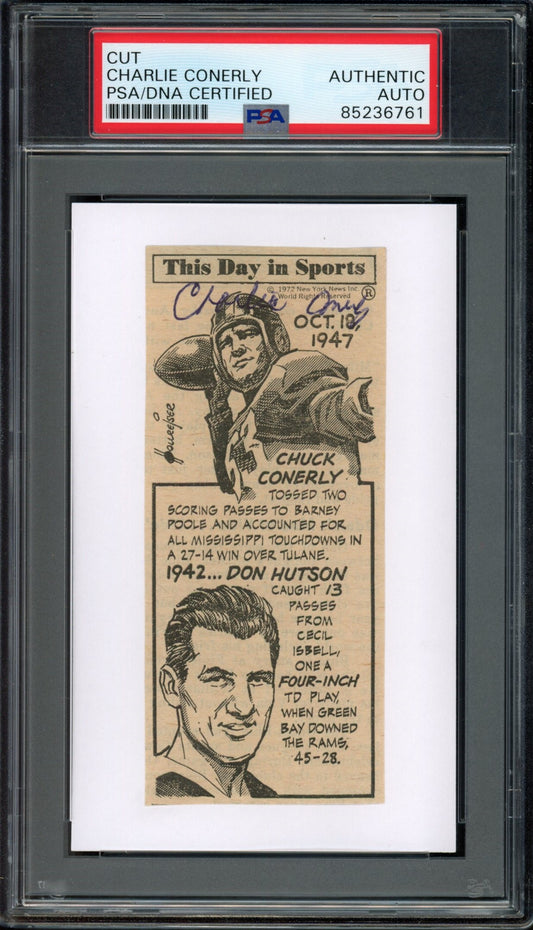 CUT
CHARLIE CONERLY
PSA/DNA CERTIFIED
AUTHENTIC
AUTO
85236761
PSA
This Day in Sports
© 1972 New York News Inc.
World Rights Reserved ®
Charlie Conerly
OCT. 18,
1947
CHUCK
CONERLY
TOSSED TWO
SCORING PASSES TO BARNEY
POOLE AND ACCOUNTED FOR
ALL MISSISSIPPI TOUCHDOWNS IN
A 27-14 WIN OVER TULANE.
1942... DON HUTSON
CAUGHT 13
PASSES
FROM
CECIL
ISBELL,
ONE A
FOUR-INCH
TD PLAY,
WHEN GREEN
BAY DOWNED
THE RAMS,
45-28.